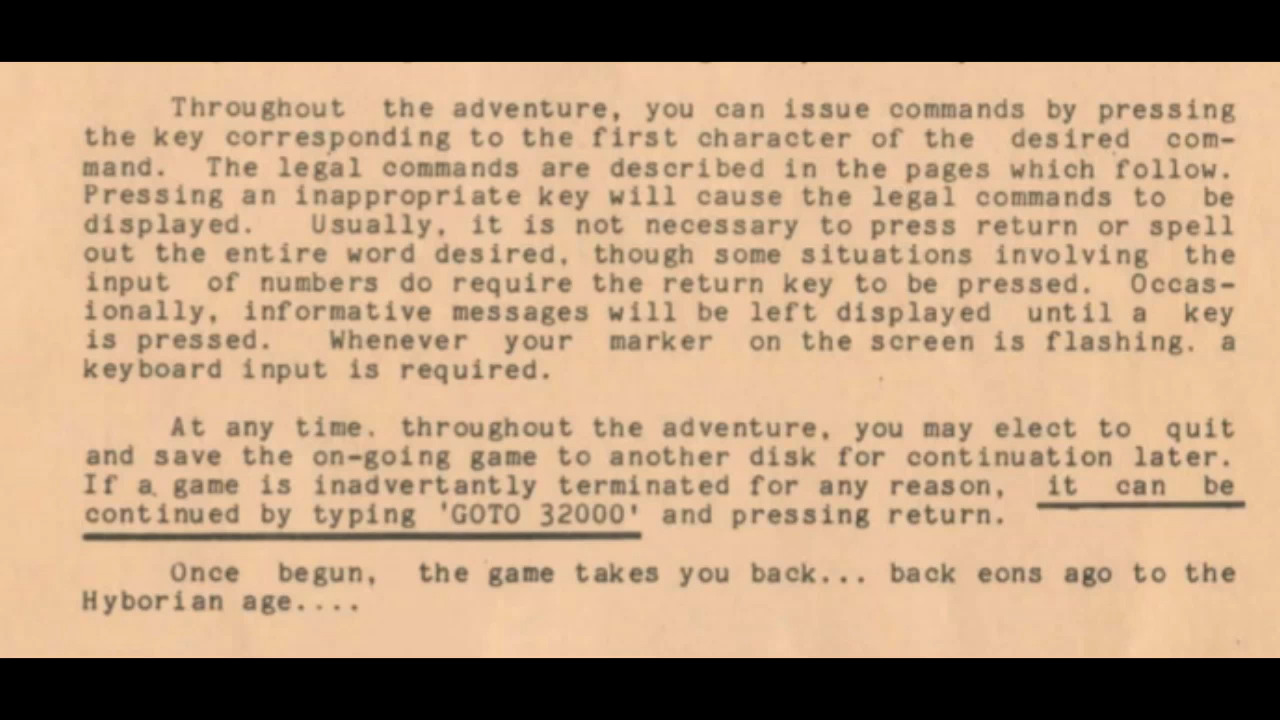 Throughout the adventure, you can issue commands by pressing
the key corresponding to the first character of the desired com-
mand. The legal commands are described in the pages which follow.
Pressing an inappropriate key will cause the legal commands to be
displayed. Usually, it is not necessary to press return or spell
out the entire word desired, though some situations involving the
input of numbers do require the return key to be pressed. Occas-
ionally, informative messages will be left displayed until a key
is pressed. Whenever your marker on the screen is flashing. a
keyboard input is required.
At any time. throughout the adventure, you may elect to quit
and save the on-going game to another disk for continuation later.
If a game is inadvertantly terminated for any reason, it can be
continued by typing 'GOTO 32000' and pressing return.
Once begun, the game takes you back... back eons ago to the
Hyborian age....